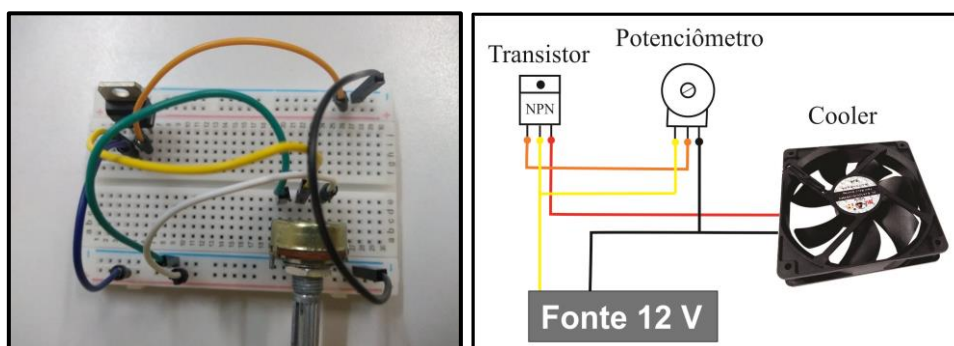 Transistor
Potenciômetro
NPN
Cooler
Fonte 12 V